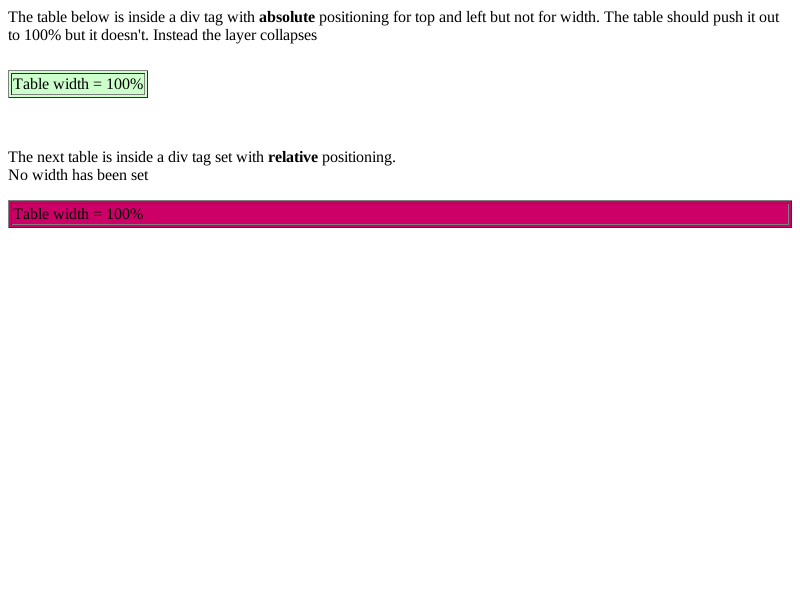 The table below is inside a div tag with absolute positioning for top and left but not for width. The table should push it out
to 100% but it doesn't. Instead the layer collapses
Table width = 100%
The next table is inside a div tag set with relative positioning.
No width has been set
Table width = 100%